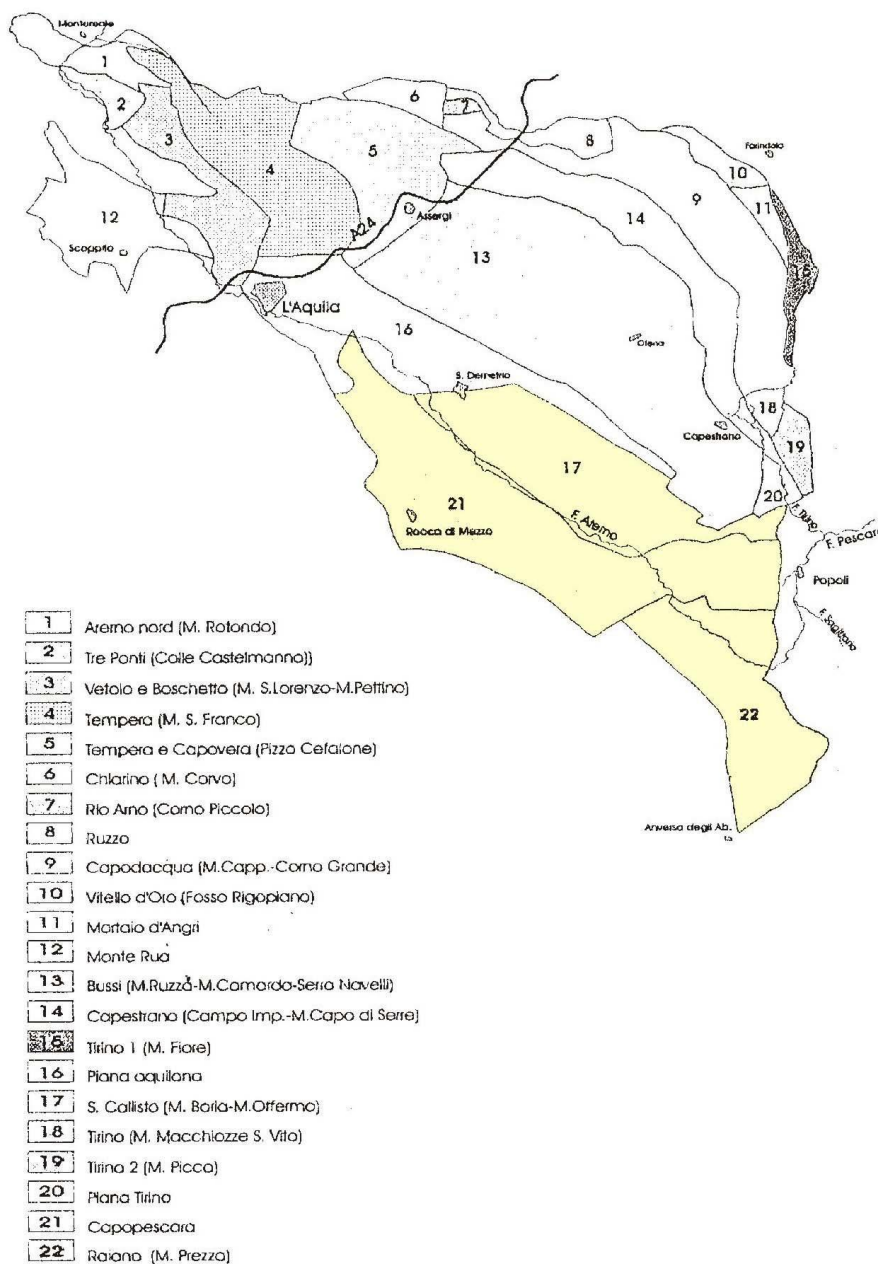 Montereale
1
2
3
4
5
6
7
8
9
10
Farindola
11
12
Scoppito
A24
Assergi
13
14
15
L'Aquila
16
Ofena
S. Demetrio
Capestrano
18
19
17
20
21
F. Aterno
Rocca di Mezzo
F. Tirino
F. Pescara
Popoli
F. Sagittario
22
Anversa degli Ab.
1 Aterno nord (M. Rotondo)
2 Tre Ponti (Colle Castelmanno))
3 Vetoio e Boschetto (M. S.Lorenzo-M.Pettino)
4 Tempera (M. S. Franco)
5 Tempera e Capovera (Pizzo Cefalone)
6 Chiarino ( M. Corvo)
7 Rio Arno (Corno Piccolo)
8 Ruzzo
9 Capodacqua (M.Capp.-Corno Grande)
10 Vitello d'Oro (Fosso Rigopiano)
11 Mortaio d'Angri
12 Monte Rua
13 Bussi (M.Ruzza-M.Camarda-Serra Navelli)
14 Capestrano (Campo Imp.-M.Capo di Serre)
15 Tirino 1 (M. Fiore)
16 Piana aquilana
17 S. Callisto (M. Boria-M.Offermo)
18 Tirino (M. Macchiozze S. Vito)
19 Tirino 2 (M. Picca)
20 Piana Tirino
21 Capopescara
22 Raiano (M. Prezza)